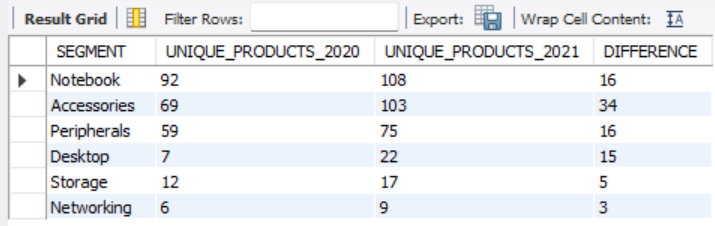 Result Grid Filter Rows: Export: Wrap Cell Content: IA
SEGMENT UNIQUE_PRODUCTS_2020 UNIQUE_PRODUCTS_2021 DIFFERENCE
Notebook 92 108 16
Accessories 69 103 34
Peripherals 59 75 16
Desktop 7 22 15
Storage 12 17 5
Networking 6 9 3